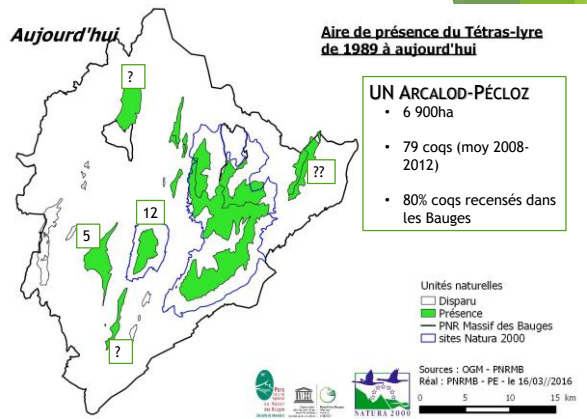 Aujourd'hui
Aire de présence du Tétras-lyre
de 1989 à aujourd'hui
?
UN ARCALOD-PÉCLOZ
• 6 900ha
• 79 coqs (moy 2008-
2012)
• 80% coqs recensés dans
les Bauges
??
12
5
?
Unités naturelles
Disparu
Présence
PNR Massif des Bauges
sites Natura 2000
Sources : OGM - PNRMB
Réal : PNRMB - PE - le 16/03//2016
0 5 10 15 km
NATURA 2000